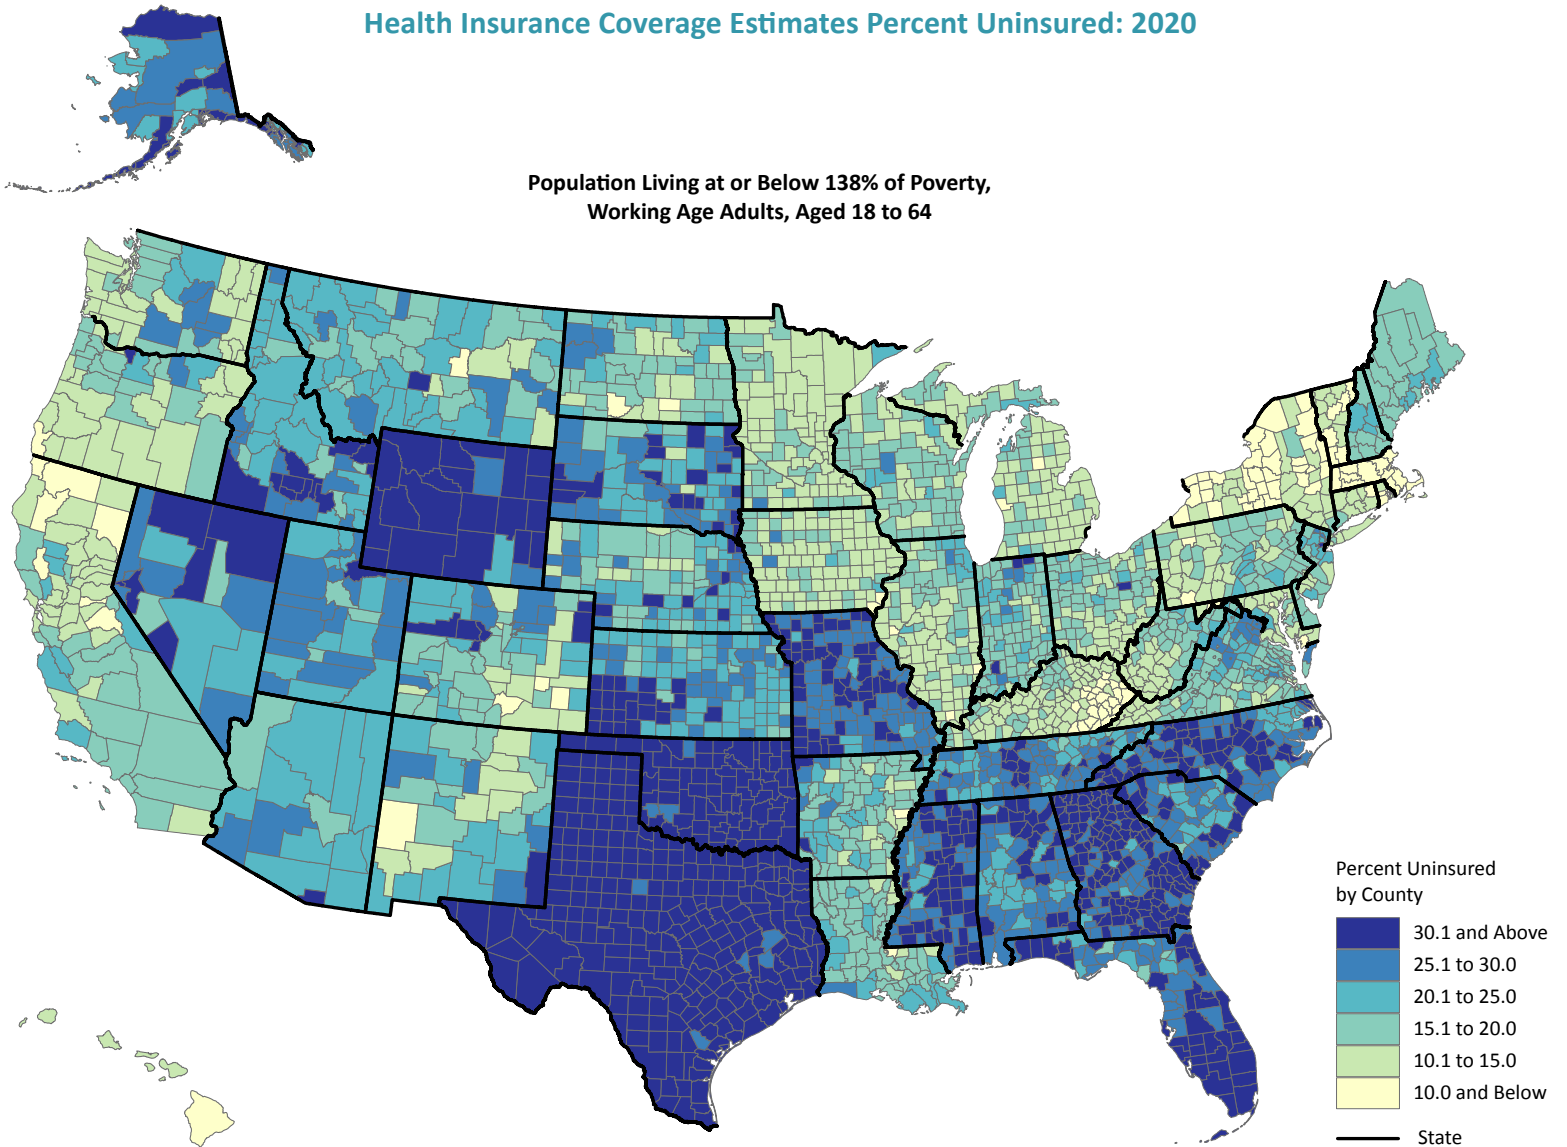 Health Insurance Coverage Estimates Percent Uninsured: 2020
Population Living at or Below 138% of Poverty,
Working Age Adults, Aged 18 to 64
Percent Uninsured
by County
30.1 and Above
25.1 to 30.0
20.1 to 25.0
15.1 to 20.0
10.1 to 15.0
10.0 and Below
State